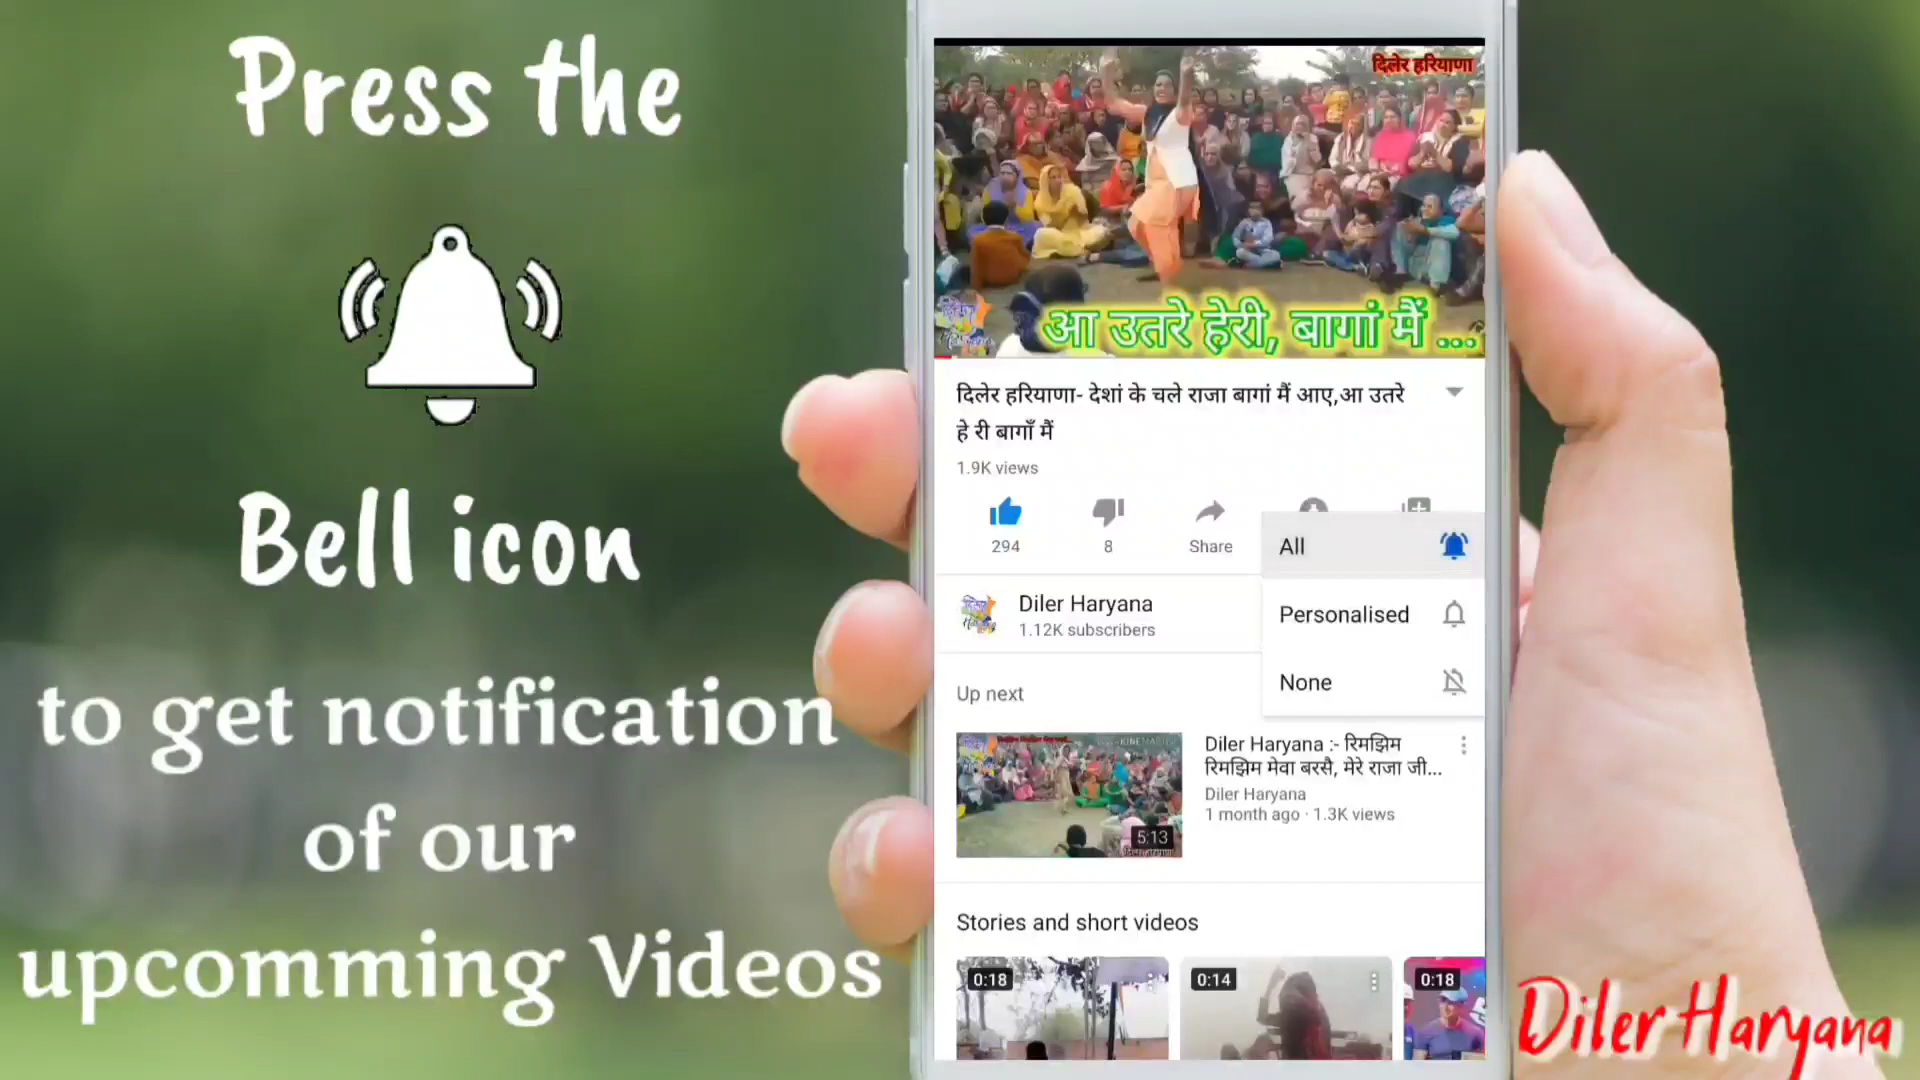 Press the
Bell icon
to get notification
of our
upcomming Videos
दिलेर हरियाणा
आ उतरे हेरी, बागां मैं ...
दिलेर हरियाणा- देशां के चले राजा बागां मैं आए,आ उतरे
हे री बागाँ मैं
1.9K views
294
8
Share
All
Personalised
None
Diler Haryana
1.12K subscribers
Up next
5:13
Diler Haryana :- रिमझिम
रिमझिम मेवा बरसै, मेरे राजा जी...
Diler Haryana
1 month ago · 1.3K views
Stories and short videos
0:18
0:14
0:18
Diler Haryana